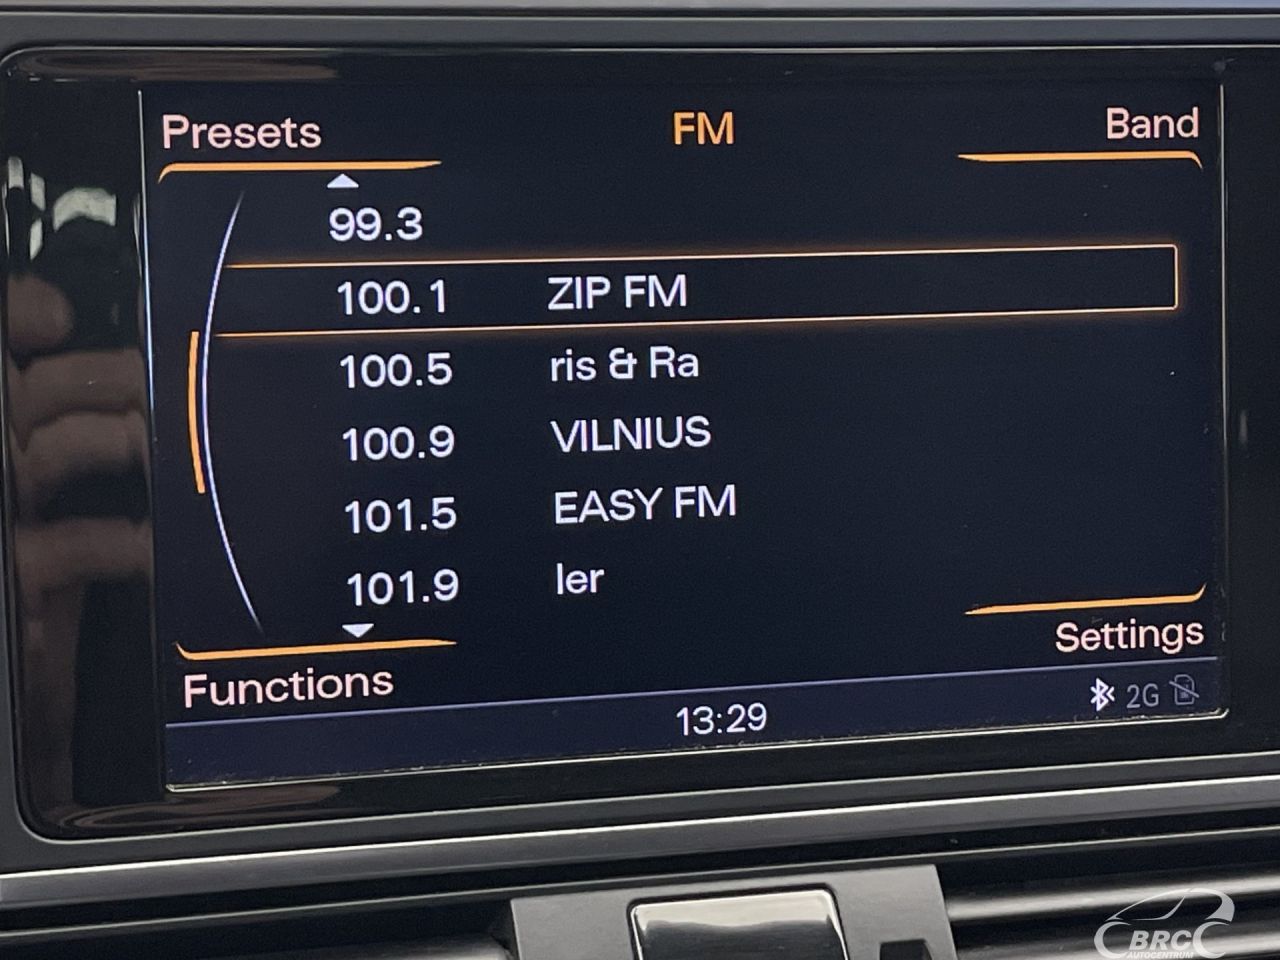 Presets
FM
Band
99.3
100.1 ZIP FM
100.5 ris & Ra
100.9 VILNIUS
101.5 EASY FM
101.9 ler
Settings
Functions
13:29
2G
BRC
AUTOCENTRUM